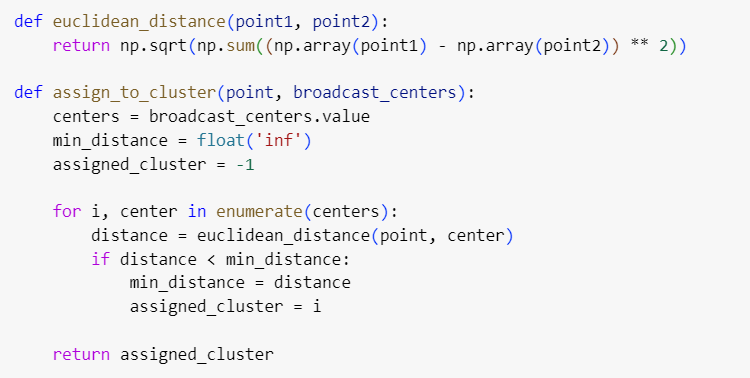 def euclidean_distance(point1, point2):
    return np.sqrt(np.sum((np.array(point1) - np.array(point2)) ** 2))

def assign_to_cluster(point, broadcast_centers):
    centers = broadcast_centers.value
    min_distance = float('inf')
    assigned_cluster = -1

    for i, center in enumerate(centers):
        distance = euclidean_distance(point, center)
        if distance < min_distance:
            min_distance = distance
            assigned_cluster = i

    return assigned_cluster